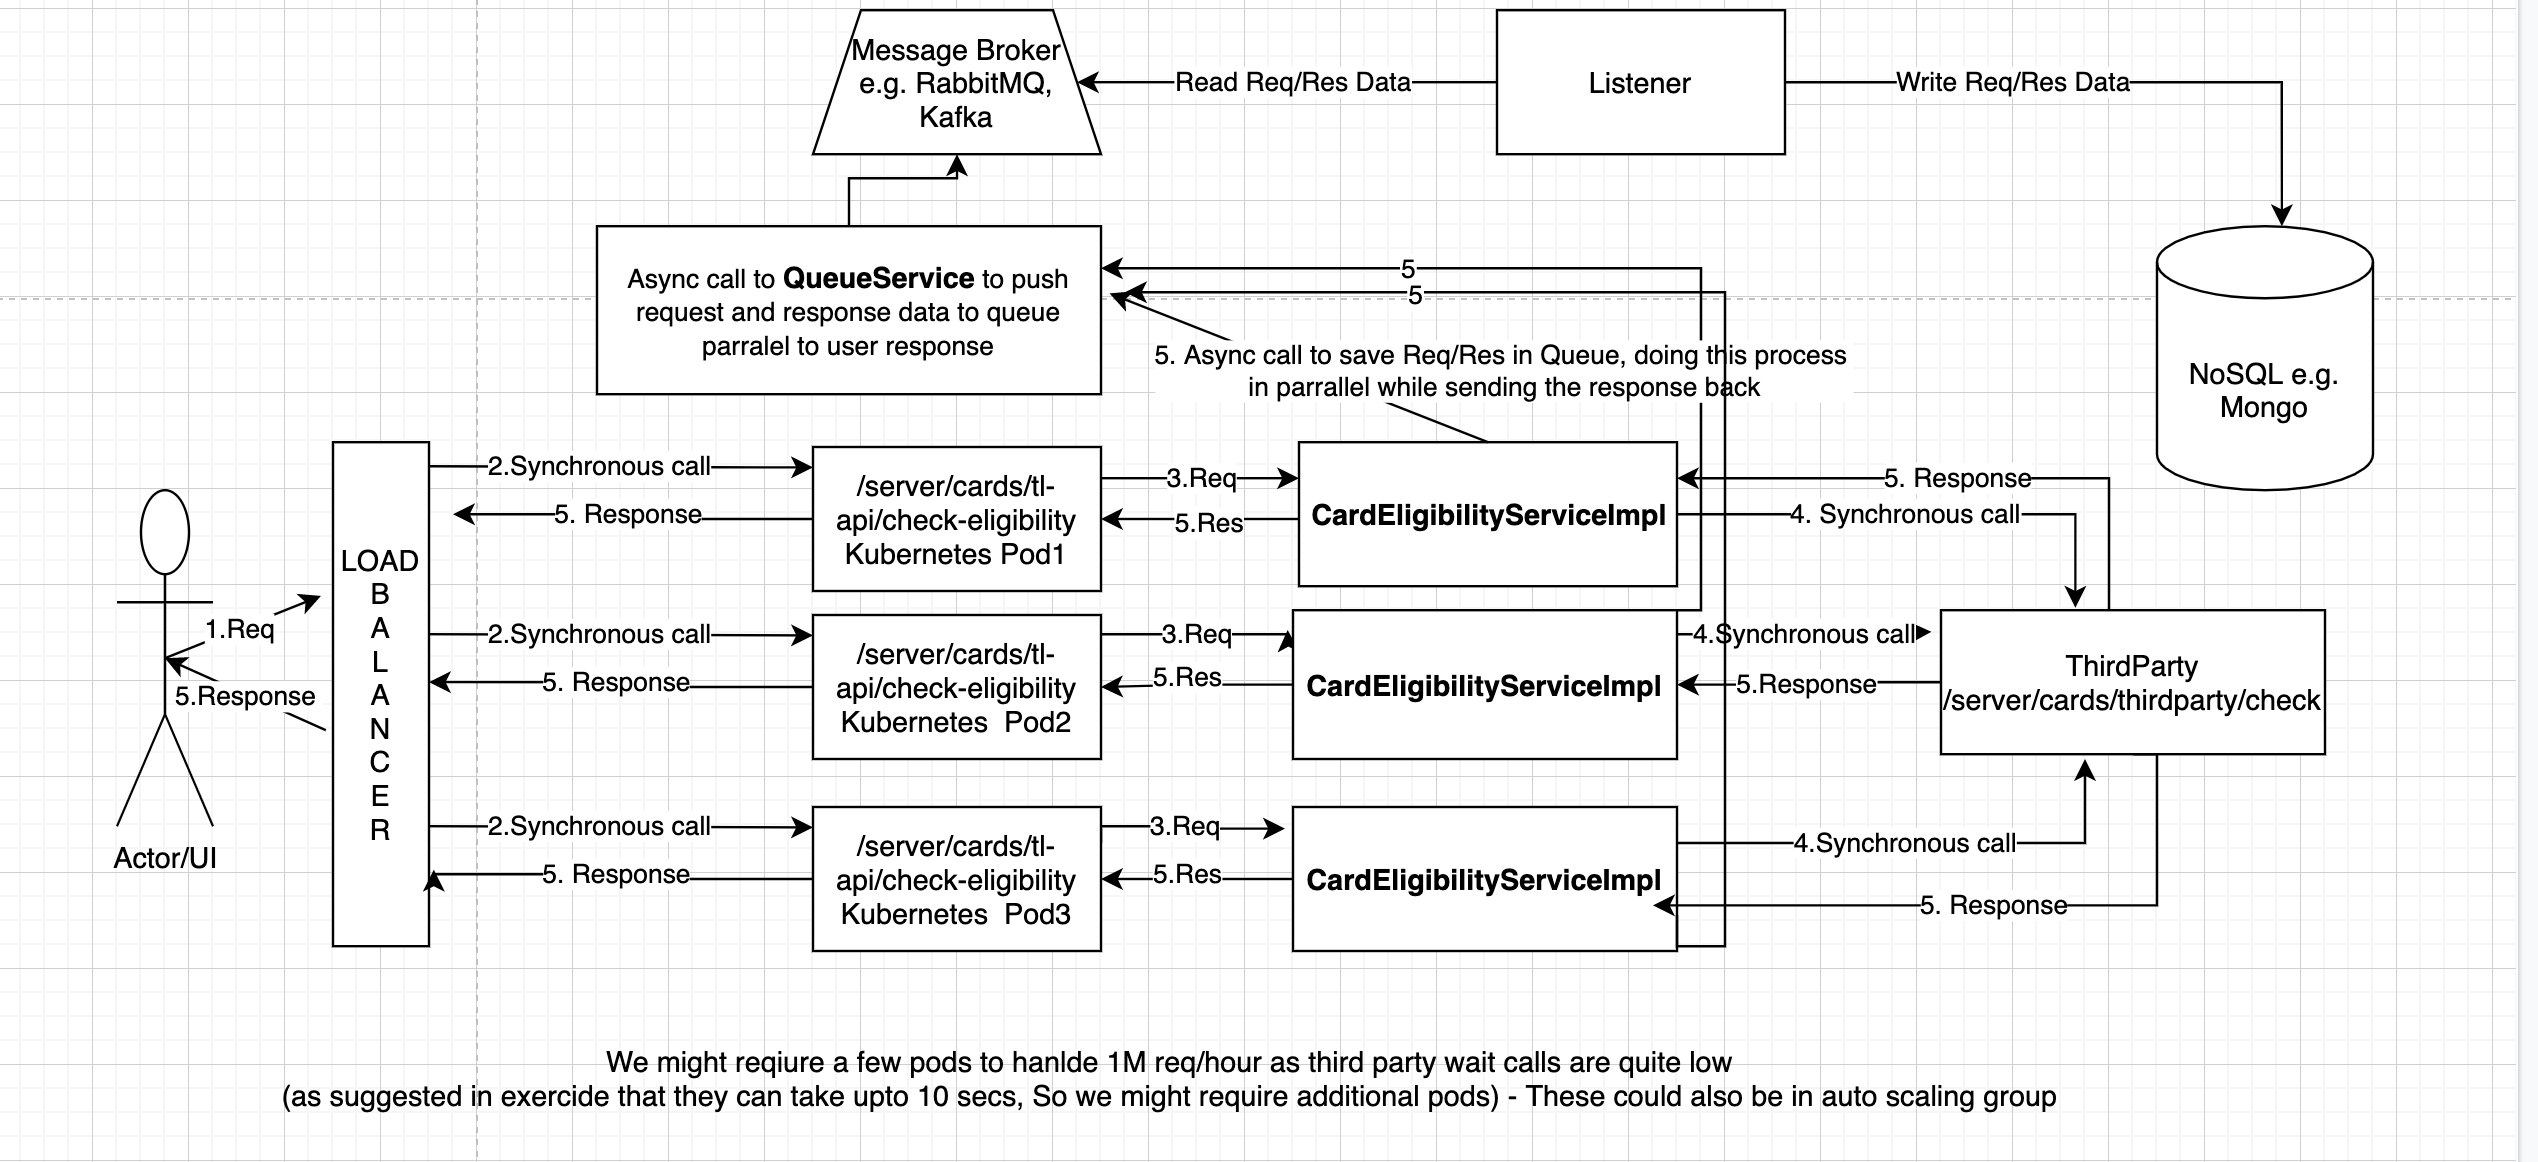 Message Broker
e.g. RabbitMQ,
Kafka
Read Req/Res Data
Listener
Write Req/Res Data
Async call to QueueService to push
request and response data to queue
parralel to user response
5
5
5. Async call to save Req/Res in Queue, doing this process
in parrallel while sending the response back
NoSQL e.g.
Mongo
Actor/UI
1.Req
5.Response
LOAD
B
A
L
A
N
C
E
R
2.Synchronous call
5. Response
/server/cards/tl-
api/check-eligibility
Kubernetes Pod1
3.Req
5.Res
CardEligibilityServiceImpl
5. Response
4. Synchronous call
2.Synchronous call
5. Response
/server/cards/tl-
api/check-eligibility
Kubernetes  Pod2
3.Req
5.Res
CardEligibilityServiceImpl
4.Synchronous call
5.Response
ThirdParty
/server/cards/thirdparty/check
2.Synchronous call
5. Response
/server/cards/tl-
api/check-eligibility
Kubernetes  Pod3
3.Req
5.Res
CardEligibilityServiceImpl
4.Synchronous call
5. Response
We might reqiure a few pods to hanlde 1M req/hour as third party wait calls are quite low
(as suggested in exercide that they can take upto 10 secs, So we might require additional pods) - These could also be in auto scaling group